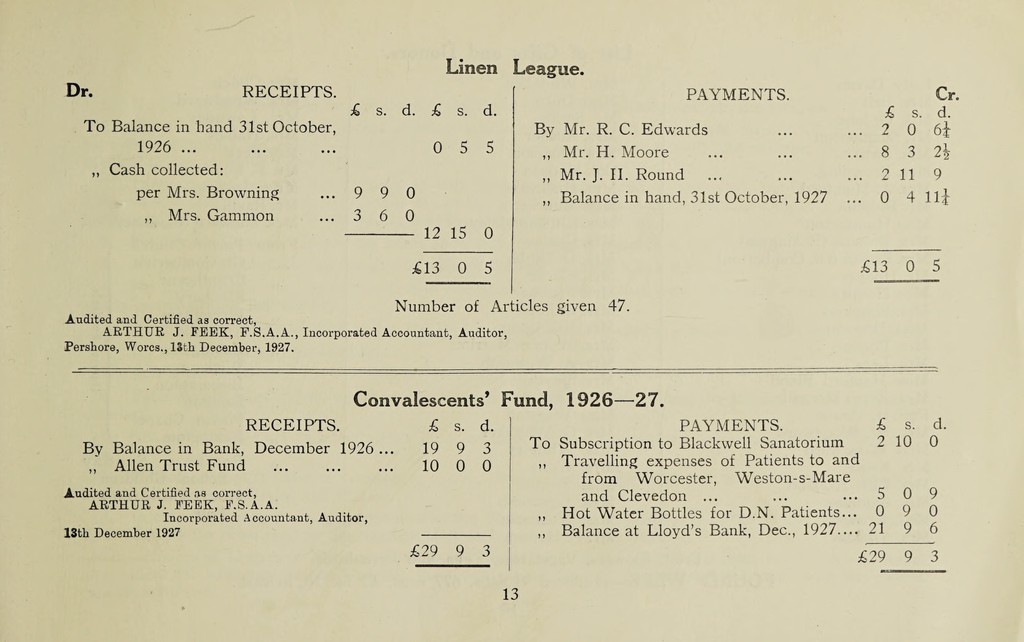 Linen League.
Dr. RECEIPTS.
£ s. d. £ s. d.
To Balance in hand 31st October,
1926 ... ... ... 0 5 5
,, Cash collected:
per Mrs. Browning ... 9 9 0
,, Mrs. Gammon ... 3 6 0
12 15 0
£13 0 5
PAYMENTS. Cr.
£ s. d.
By Mr. R. C. Edwards ... ... 2 0 6¼
,, Mr. H. Moore ... ... ... 8 3 2½
,, Mr. J. H. Round ... ... ... 2 11 9
,, Balance in hand, 31st October, 1927 ... 0 4 11¼
£13 0 5
Number of Articles given 47.
Audited and Certified as correct,
ARTHUR J. FEEK, F.S.A.A., Incorporated Accountant, Auditor,
Pershore, Worcs., 13th December, 1927.
Convalescents' Fund, 1926—27.
RECEIPTS. £ s. d.
By Balance in Bank, December 1926 ... 19 9 3
,, Allen Trust Fund ... ... ... 10 0 0
Audited and Certified as correct,
ARTHUR J. FEEK, F.S.A.A.
Incorporated Accountant, Auditor,
13th December 1927
£29 9 3
PAYMENTS. £ s. d.
To Subscription to Blackwell Sanatorium 2 10 0
,, Travelling expenses of Patients to and
from Worcester, Weston-s-Mare
and Clevedon ... ... ... 5 0 9
,, Hot Water Bottles for D.N. Patients... 0 9 0
,, Balance at Lloyd's Bank, Dec., 1927.... 21 9 6
£29 9 3
13